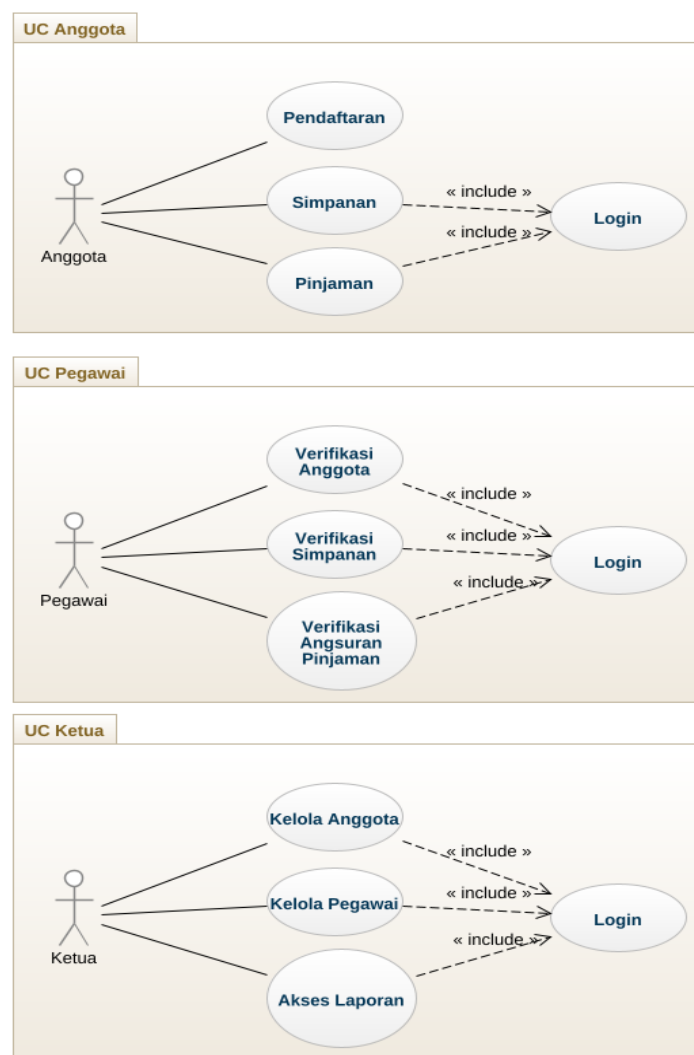 UC Anggota
Pendaftaran
Simpanan
« include »
Login
« include »
Anggota
Pinjaman
UC Pegawai
Verifikasi
Anggota
« include »
Verifikasi
Simpanan
« include »
Login
« include »
Pegawai
Verifikasi
Angsuran
Pinjaman
UC Ketua
Kelola Anggota
« include »
Kelola Pegawai
« include »
Login
« include »
Ketua
Akses Laporan